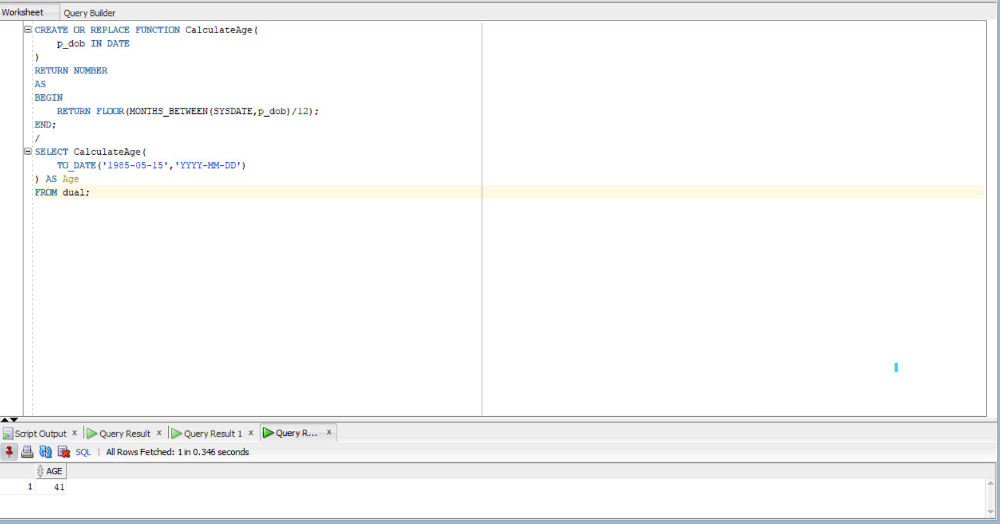 Worksheet Query Builder
CREATE OR REPLACE FUNCTION CalculateAge(
    p_dob IN DATE
)
RETURN NUMBER
AS
BEGIN
    RETURN FLOOR(MONTHS_BETWEEN(SYSDATE,p_dob)/12);
END;
/
SELECT CalculateAge(
    TO_DATE('1985-05-15','YYYY-MM-DD')
) AS Age
FROM dual;
Script Output x Query Result x Query Result 1 x Query R... x
SQL | All Rows Fetched: 1 in 0.346 seconds
AGE
1 41